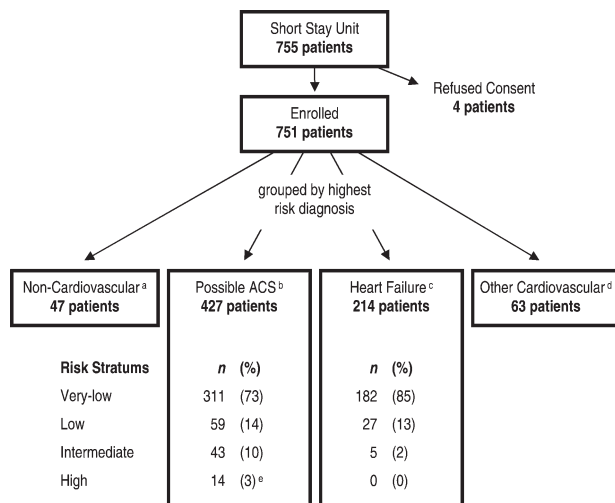 Short Stay Unit
755 patients
Refused Consent
4 patients
Enrolled
751 patients
grouped by highest
risk diagnosis
Non-Cardiovascular a
47 patients
Possible ACS b
427 patients
Heart Failure c
214 patients
Other Cardiovascular d
63 patients
Risk Stratums n (%) n (%)
Very-low 311 (73) 182 (85)
Low 59 (14) 27 (13)
Intermediate 43 (10) 5 (2)
High 14 (3) e 0 (0)